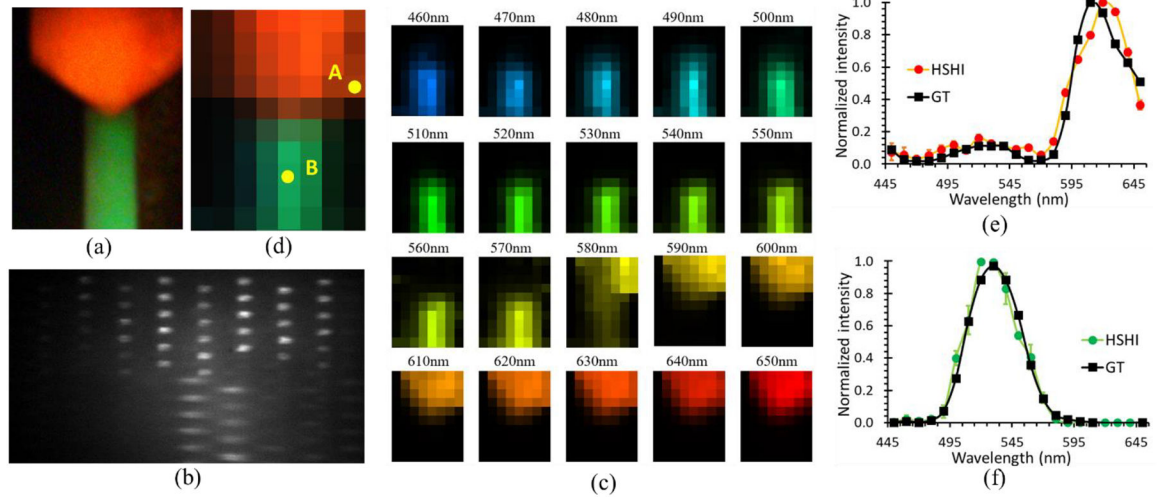 A
B
(a)
(d)
(b)
460nm 470nm 480nm 490nm 500nm
510nm 520nm 530nm 540nm 550nm
560nm 570nm 580nm 590nm 600nm
610nm 620nm 630nm 640nm 650nm
(c)
Normalized intensity
1.0
0.8
0.6
0.4
0.2
0.0
HSHI
GT
445 495 545 595 645
Wavelength (nm)
(e)
Normalized intensity
1.0
0.8
0.6
0.4
0.2
0.0
HSHI
GT
445 495 545 595 645
Wavelength (nm)
(f)